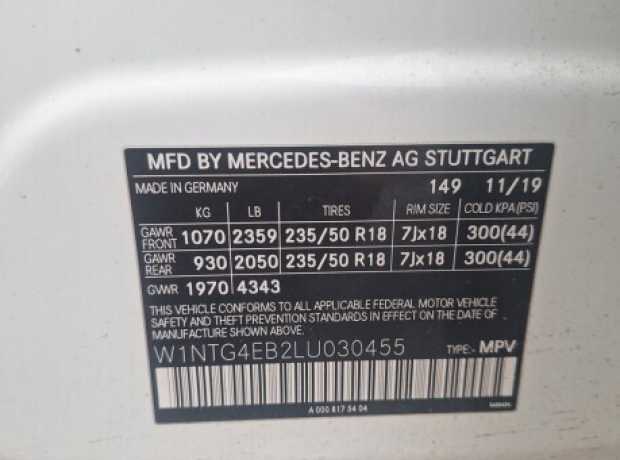 MFD BY MERCEDES-BENZ AG STUTTGART
MADE IN GERMANY 149 11/19
KG LB TIRES RIM SIZE COLD KPA(PSI)
GAWR FRONT 1070 2359 235/50 R18 7Jx18 300(44)
GAWR REAR 930 2050 235/50 R18 7Jx18 300(44)
GVWR 1970 4343
THIS VEHICLE CONFORMS TO ALL APPLICABLE FEDERAL MOTOR VEHICLE
SAFETY AND THEFT PREVENTION STANDARDS IN EFFECT ON THE DATE
OF MANUFACTURE SHOWN ABOVE.
W1NTG4EB2LU030455 TYPE:- MPV
A 000 817 54 04